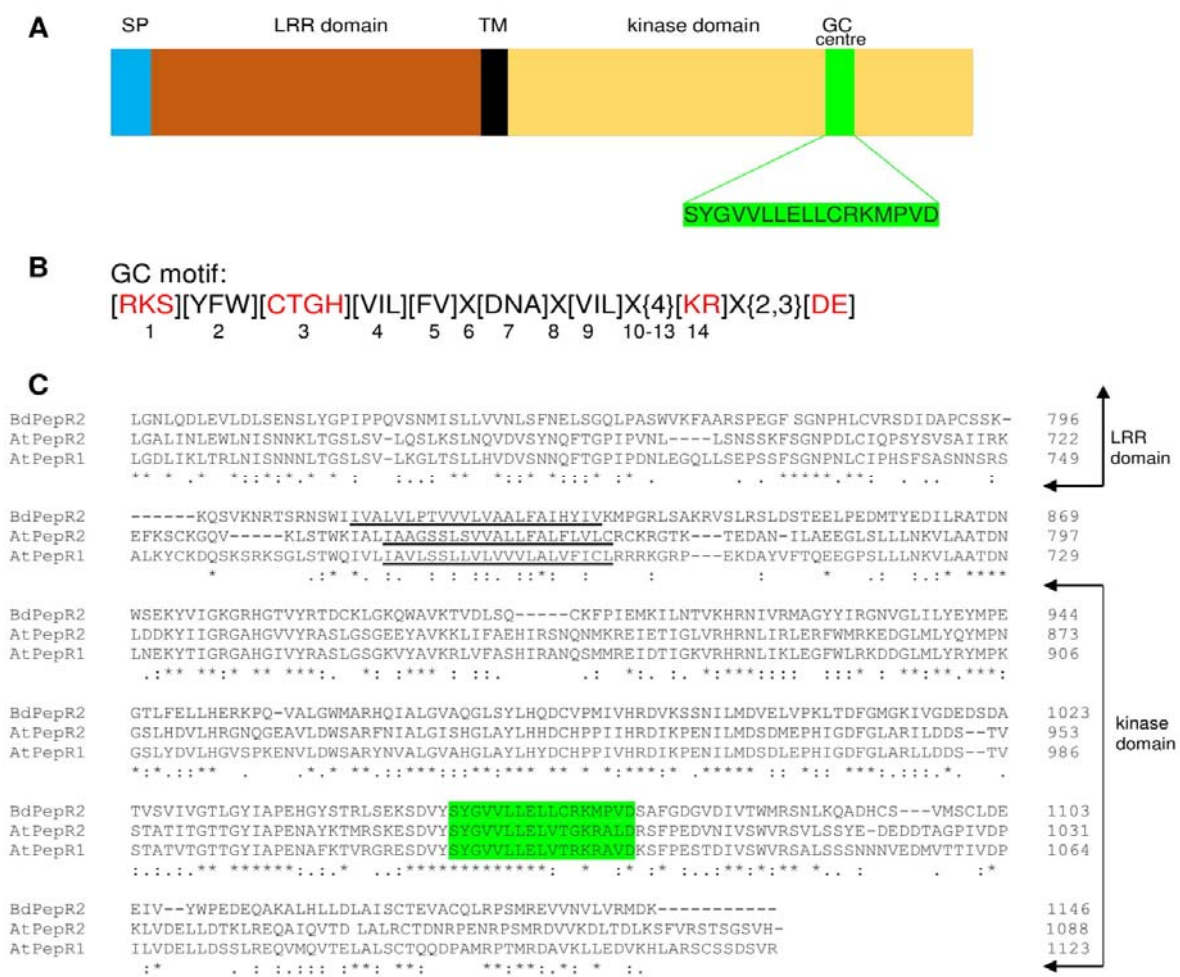 A
SP LRR domain TM kinase domain GC centre
SYGVVLLELLCRKMPVD
B
GC motif:
[RKS][YFW][CTGH][VIL][FV]X[DNA]X[VIL]X{4}[KR]X{2,3}[DE]
1 2 3 4 5 6 7 8 9 10-13 14
C
BdPepR2 LGNLQDLEVLDLSENSLYGPIPPQVSNMISLLVVNLSFNELSGQLPASWVKFAARSPEGF SGNPHLCVRSDIDAPCSSK- 796
AtPepR2 LGALINLEWLNISNNKLTGSLSV-LQSLKSLNQVDVSYNQFTGPIPVNL----LSNSSKFSGNPDLCIQPSYSVSAIIRK 722
AtPepR1 LGDLIKLTRLNISNNNLTGSLSV-LKGLTSLLHVDVSNNQFTGPIPDNLEGQLLSEPSSFSGNPNLCIPHSFSASNNSRS 749
LRR
domain
BdPepR2 ------KQSVKNRTSRNSWIIVALVLPTVVVLVAALFAIHYIVKMPGRLSAKRVSLRSLDSTEELPEDMTYEDILRATDN 869
AtPepR2 EFKSCKGQV-----KLSTWKIALIAAGSSLSVVALLFALFLVLCRCKRGTK---TEDAN-ILAEEGLSLLLNKVLAATDN 797
AtPepR1 ALKYCKDQSKSRKSGLSTWQIVLIAVLSSLLVLVVVLALVFICLRRRKGRP---EKDAYVFTQEEGPSLLLNKVLAATDN 729
BdPepR2 WSEKYVIGKGRHGTVYRTDCKLGKQWAVKTVDLSQ-----CKFPIEMKILNTVKHRNIVRMAGYYIRGNVGLILYEYMPE 944
AtPepR2 LDDKYIIGRGAHGVVYRASLGSGEEYAVKKLIFAEHIRSNQNMKREIETIGLVRHRNLIRLERFWMRKEDGLMLYQYMPN 873
AtPepR1 LNEKYTIGRGAHGIVYRASLGSGKVYAVKRLVFASHIRANQSMMREIDTIGKVRHRNLIKLEGFWLRKDDGLMLYRYMPK 906
BdPepR2 GTLFELLHERKPQ-VALGWMARHQIALGVAQGLSYLHQDCVPMIVHRDVKSSNILMDVELVPKLTDFGMGKIVGDEDSDA 1023
AtPepR2 GSLHDVLHRGNQGEAVLDWSARFNIALGISHGLAYLHHDCHPPIIHRDIKPENILMDSDMEPHIGDFGLARILDDS--TV 953
AtPepR1 GSLYDVLHGVSPKENVLDWSARYNVALGVAHGLAYLHYDCHPPIVHRDIKPENILMDSDLEPHIGDFGLARLLDDS--TV 986
kinase
domain
BdPepR2 TVSVIVGTLGYIAPEHGYSTRLSEKSDVYSYGVVLLELLCRKMPVDSAFGDGVDIVTWMRSNLKQADHCS---VMSCLDE 1103
AtPepR2 STATITGTTGYIAPENAYKTMRSKESDVYSYGVVLLELVTGKRALDRSFPEDVNIVSWVRSVLSSYE-DEDDTAGPIVDP 1031
AtPepR1 STATVTGTTGYIAPENAFKTVRGRESDVYSYGVVLLELVTRKRAVDKSFPESTDIVSWVRSALSSSNNNVEDMVTTIVDP 1064
BdPepR2 EIV--YWPEDEQAKALHLLDLAISCTEVACQLRPSMREVVNVLVRMDK----------- 1146
AtPepR2 KLVDELLDTKLREQAIQVTD LALRCTDNRPENRPSMRDVVKDLTDLKSFVRSTSGSVH- 1088
AtPepR1 ILVDELLDSSLREQVMQVTELALSCTQQDPAMRPTMRDAVKLLEDVKHLARSCSSDSVR 1123